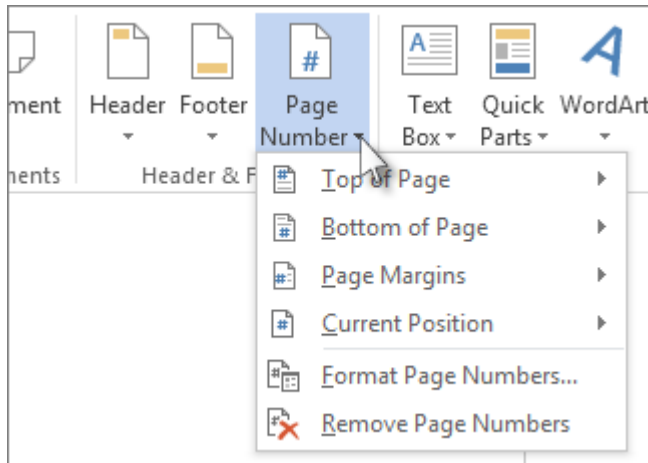 ment Header Footer Page Text Quick WordArt
Number Box Parts
nents Header & F
Top of Page
Bottom of Page
Page Margins
Current Position
Format Page Numbers...
Remove Page Numbers